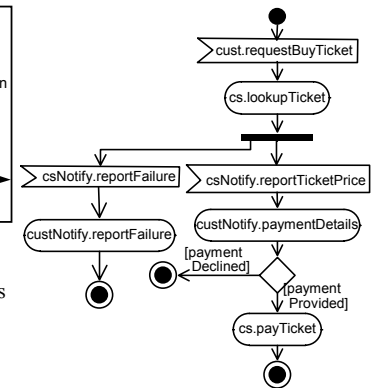 cust.requestBuyTicket
n
cs.lookupTicket
csNotify.reportFailure
csNotify.reportTicketPrice
custNotify.reportFailure
custNotify.paymentDetails
[payment
Declined]
[payment
Provided]
s
cs.payTicket